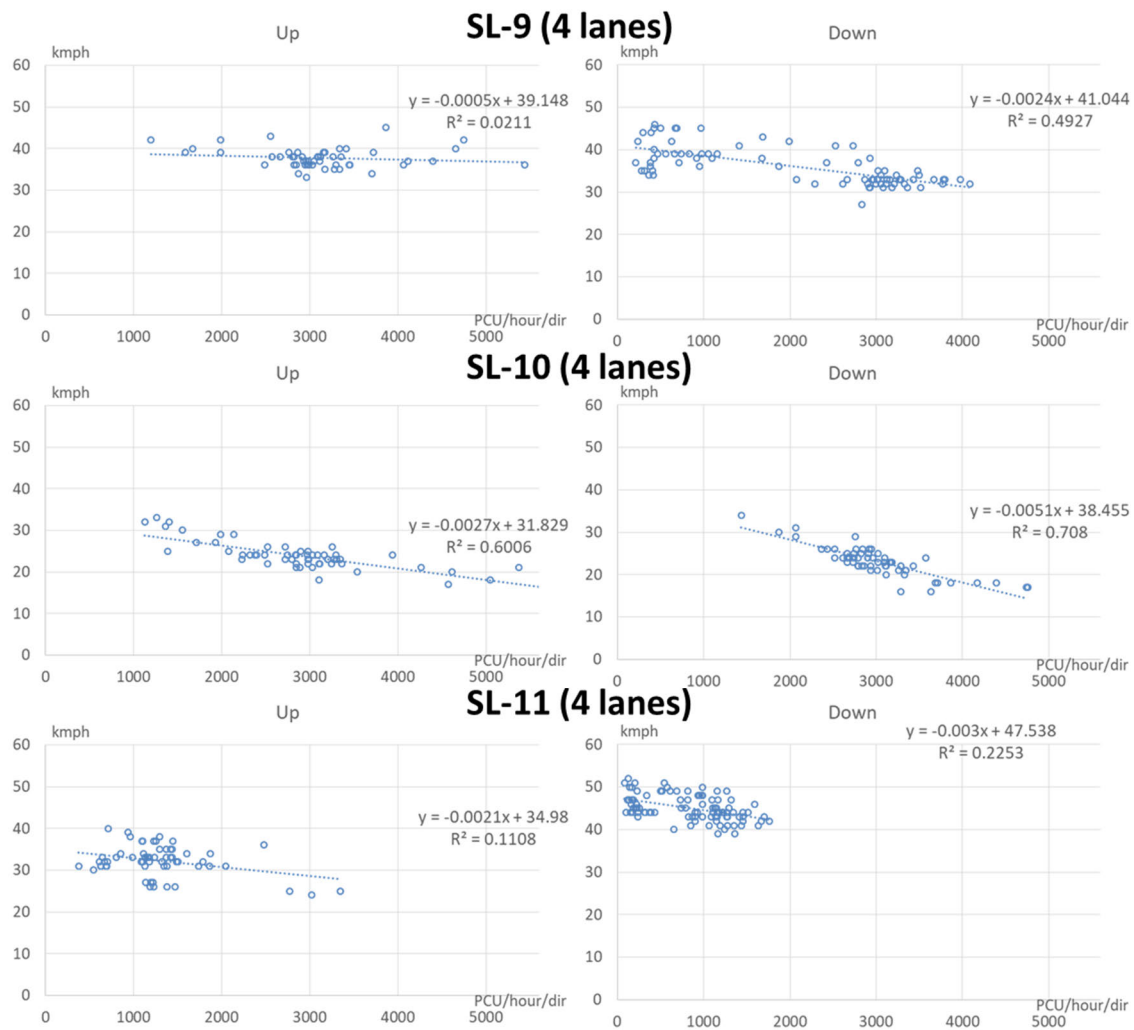 SL-9 (4 lanes)
Up
Down
kmph
kmph
60
50
40
30
20
10
0
y = -0.0005x + 39.148
R² = 0.0211
0 1000 2000 3000 4000 5000
PCU/hour/dir
60
50
40
30
20
10
0
y = -0.0024x + 41.044
R² = 0.4927
0 1000 2000 3000 4000 5000
PCU/hour/dir
SL-10 (4 lanes)
Up
Down
kmph
kmph
60
50
40
30
20
10
0
y = -0.0027x + 31.829
R² = 0.6006
0 1000 2000 3000 4000 5000
PCU/hour/dir
60
50
40
30
20
10
0
y = -0.0051x + 38.455
R² = 0.708
0 1000 2000 3000 4000 5000
PCU/hour/dir
SL-11 (4 lanes)
Up
Down
kmph
kmph
60
50
40
30
20
10
0
y = -0.0021x + 34.98
R² = 0.1108
0 1000 2000 3000 4000 5000
PCU/hour/dir
60
50
40
30
20
10
0
y = -0.003x + 47.538
R² = 0.2253
0 1000 2000 3000 4000 5000
PCU/hour/dir